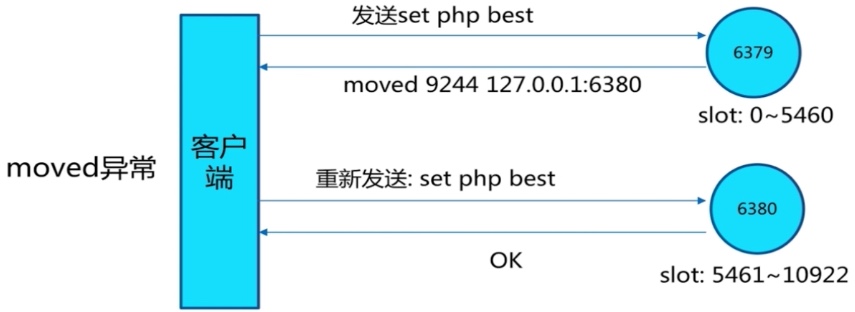 发送set php best
6379
moved 9244 127.0.0.1:6380
slot: 0~5460
moved异常
客户
端
重新发送: set php best
6380
OK
slot: 5461~10922